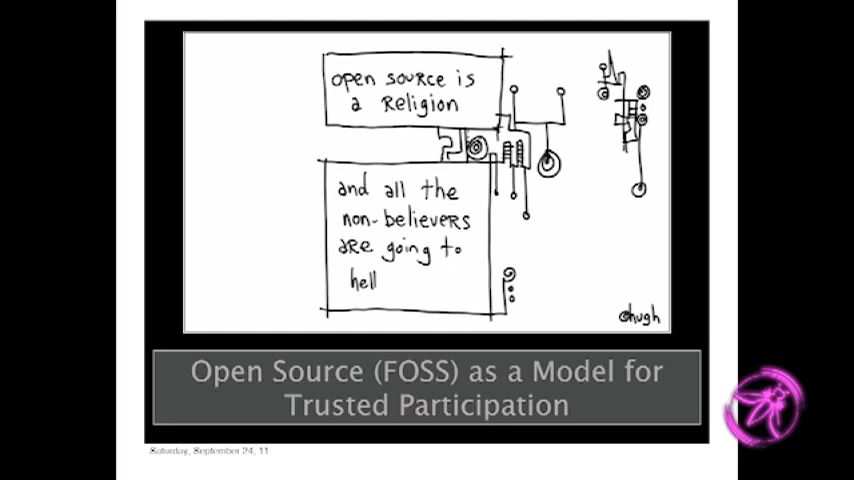 open source is
a Religion
and all the
non-believers
are going to
hell
@hugh
Open Source (FOSS) as a Model for
Trusted Participation
Saturday, September 24, 11